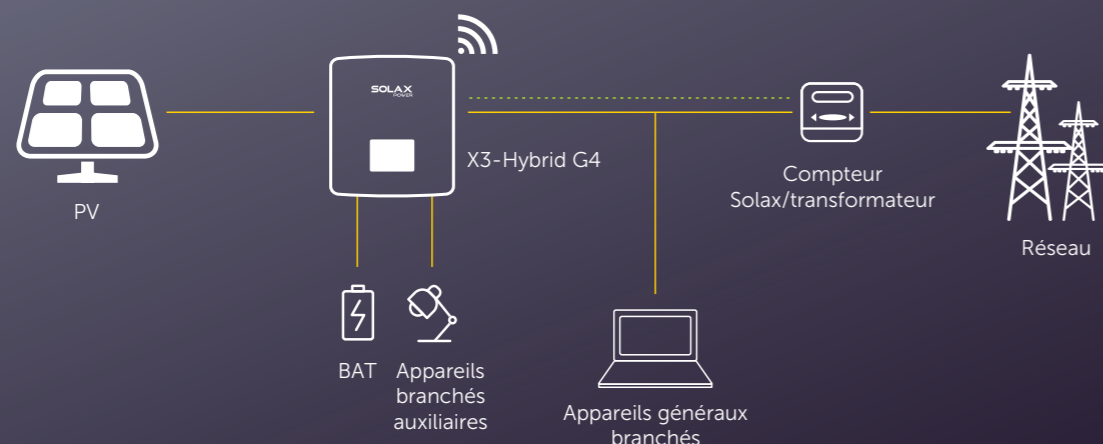 SOLAX
POWER
X3-Hybrid G4
PV
Compteur
Solax/transformateur
Réseau
BAT
Appareils
branchés
auxiliaires
Appareils généraux
branchés